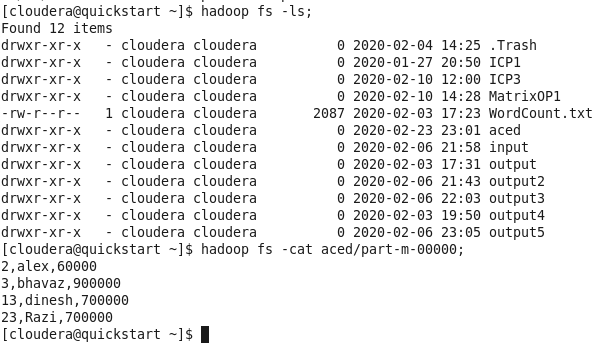 [cloudera@quickstart ~]$ hadoop fs -ls;
Found 12 items
drwxr-xr-x   - cloudera cloudera          0 2020-02-04 14:25 .Trash
drwxr-xr-x   - cloudera cloudera          0 2020-01-27 20:50 ICP1
drwxr-xr-x   - cloudera cloudera          0 2020-02-10 12:00 ICP3
drwxr-xr-x   - cloudera cloudera          0 2020-02-10 14:28 MatrixOP1
-rw-r--r--   1 cloudera cloudera       2087 2020-02-03 17:23 WordCount.txt
drwxr-xr-x   - cloudera cloudera          0 2020-02-23 23:01 aced
drwxr-xr-x   - cloudera cloudera          0 2020-02-06 21:58 input
drwxr-xr-x   - cloudera cloudera          0 2020-02-03 17:31 output
drwxr-xr-x   - cloudera cloudera          0 2020-02-06 21:43 output2
drwxr-xr-x   - cloudera cloudera          0 2020-02-06 22:03 output3
drwxr-xr-x   - cloudera cloudera          0 2020-02-03 19:50 output4
drwxr-xr-x   - cloudera cloudera          0 2020-02-06 23:05 output5
[cloudera@quickstart ~]$ hadoop fs -cat aced/part-m-00000;
2,alex,60000
3,bhavaz,900000
13,dinesh,700000
23,Razi,700000
[cloudera@quickstart ~]$